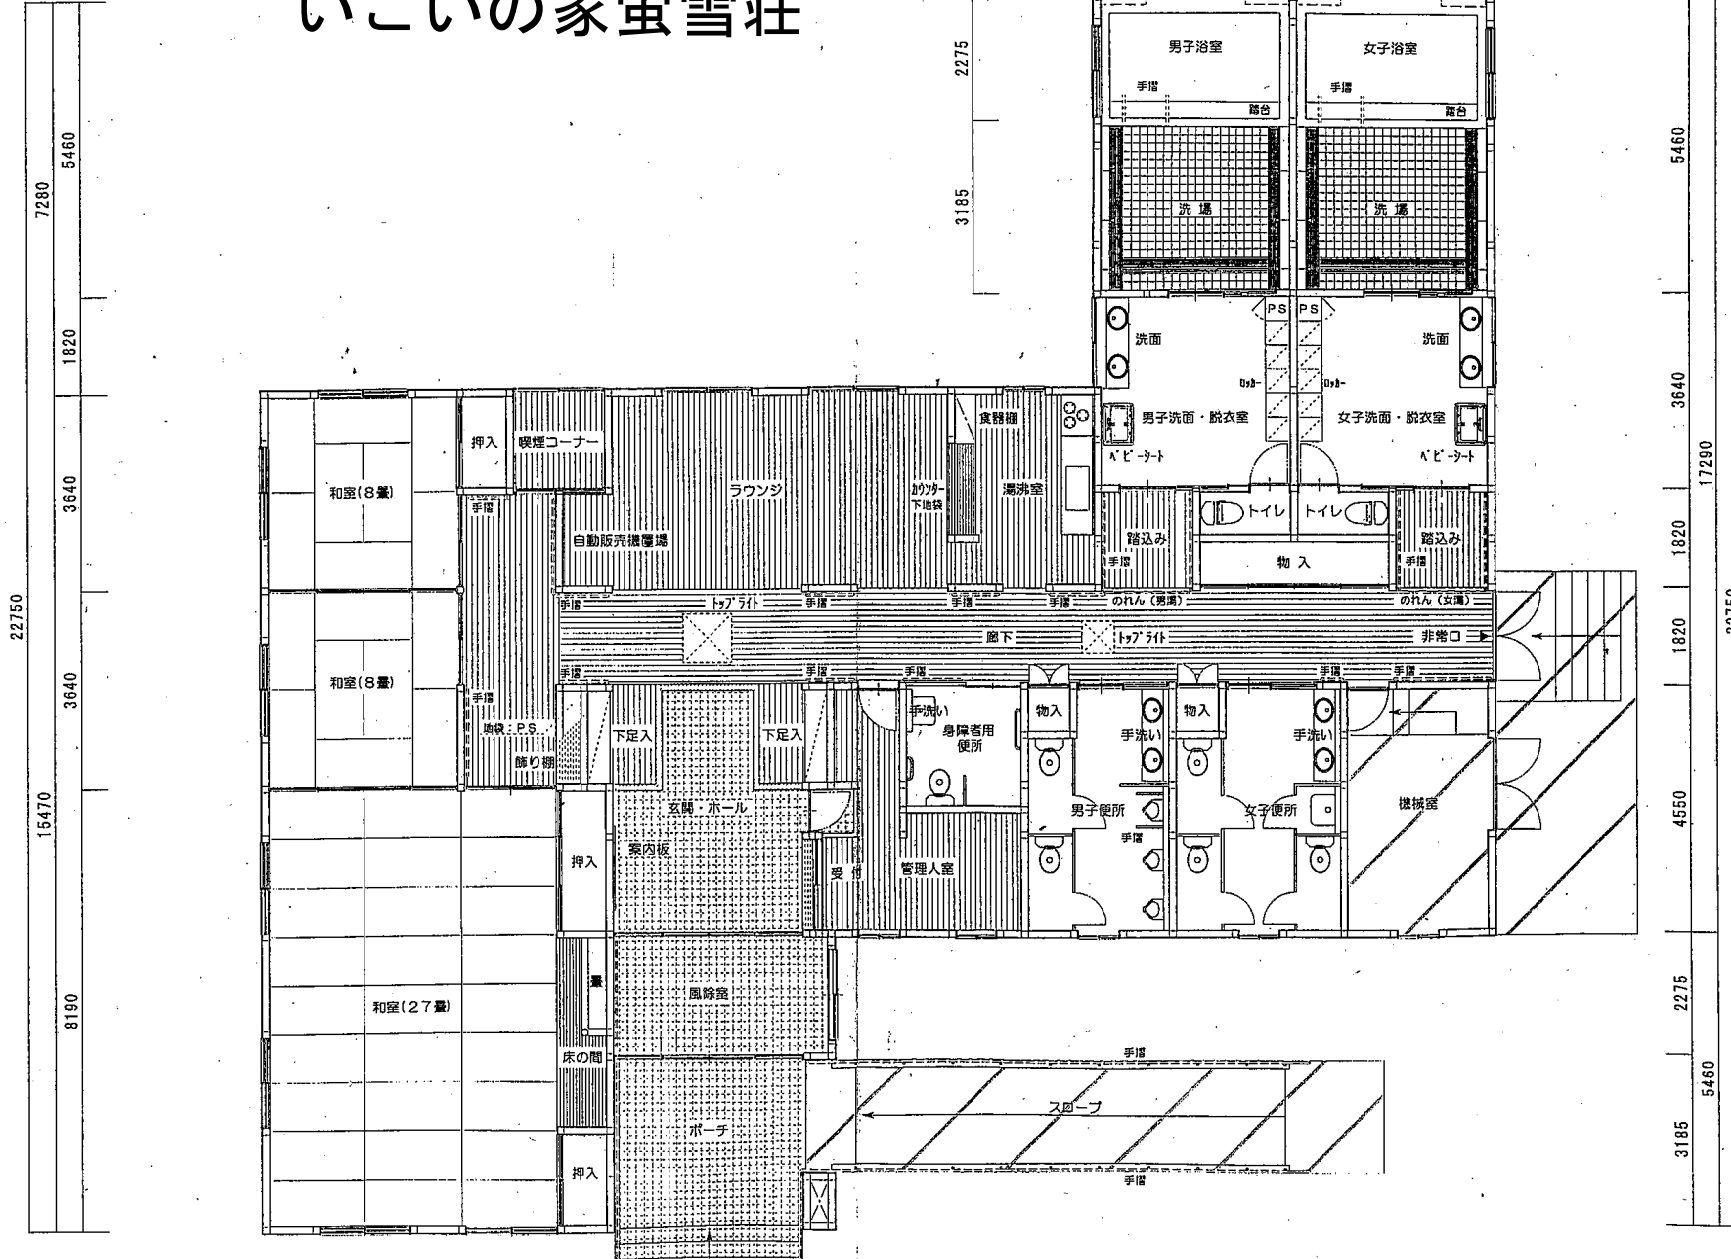 いこいの家蛍雪荘
2275
3185
7280
5460
1820
3640
3640
22750
15470
8190
5460
3640
17290
1820
1820
4550
2275
5460
3185
男子浴室
女子浴室
手摺
手摺
踏台
踏台
洗場
洗場
PS
PS
洗面
洗面
ロッカー
ロッカー
男子洗面・脱衣室
女子洗面・脱衣室
ベビーシート
ベビーシート
押入
喫煙コーナー
食器棚
和室(8畳)
手摺
ラウンジ
カウンター
下地袋
湯沸室
自動販売機置場
トイレ
トイレ
踏込み
踏込み
手摺
手摺
物入
手摺
トップライト
手摺
手摺
手摺
のれん(男湯)
のれん(女湯)
廊下
トップライト
非常口
手摺
手摺
手摺
手摺
手摺
和室(8畳)
手摺
地袋:PS
飾り棚
下足入
下足入
手洗い
身障者用
便所
物入
手洗い
物入
手洗い
玄関・ホール
男子便所
手摺
女子便所
機械室
案内板
押入
受付
管理人室
畳
風除室
和室(27畳)
床の間
手摺
スロープ
ポーチ
押入
手摺